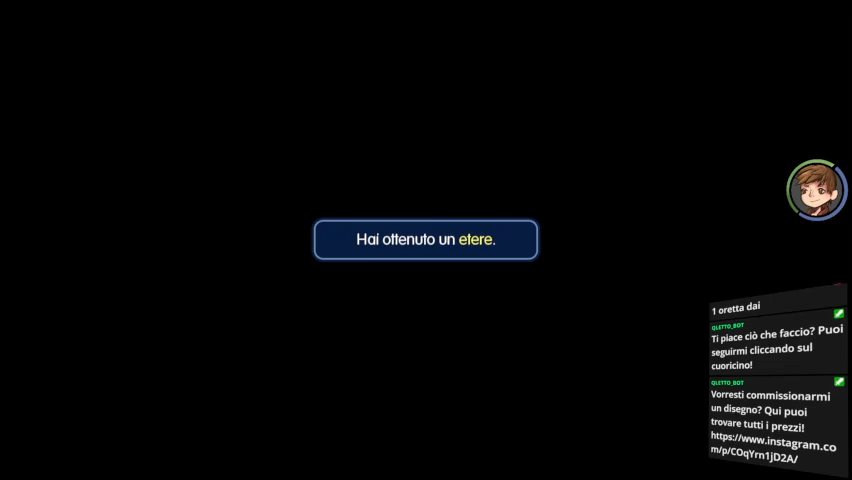 Hai ottenuto un etere.
1 oretta dai
QLETTO_BOT
Ti piace ciò che faccio? Puoi
seguirmi cliccando sul
cuoricino!
QLETTO_BOT
Vorresti commissionarmi
un disegno? Qui puoi
trovare tutti i prezzi!
https://www.instagram.co
m/p/COqYrn1jD2A/